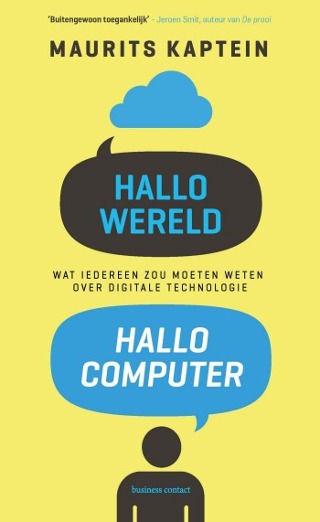 'Buitengewoon toegankelijk' - Jeroen Smit, auteur van De prooi
MAURITS KAPTEIN
HALLO
WERELD
WAT IEDEREEN ZOU MOETEN WETEN
OVER DIGITALE TECHNOLOGIE
HALLO
COMPUTER
business contact